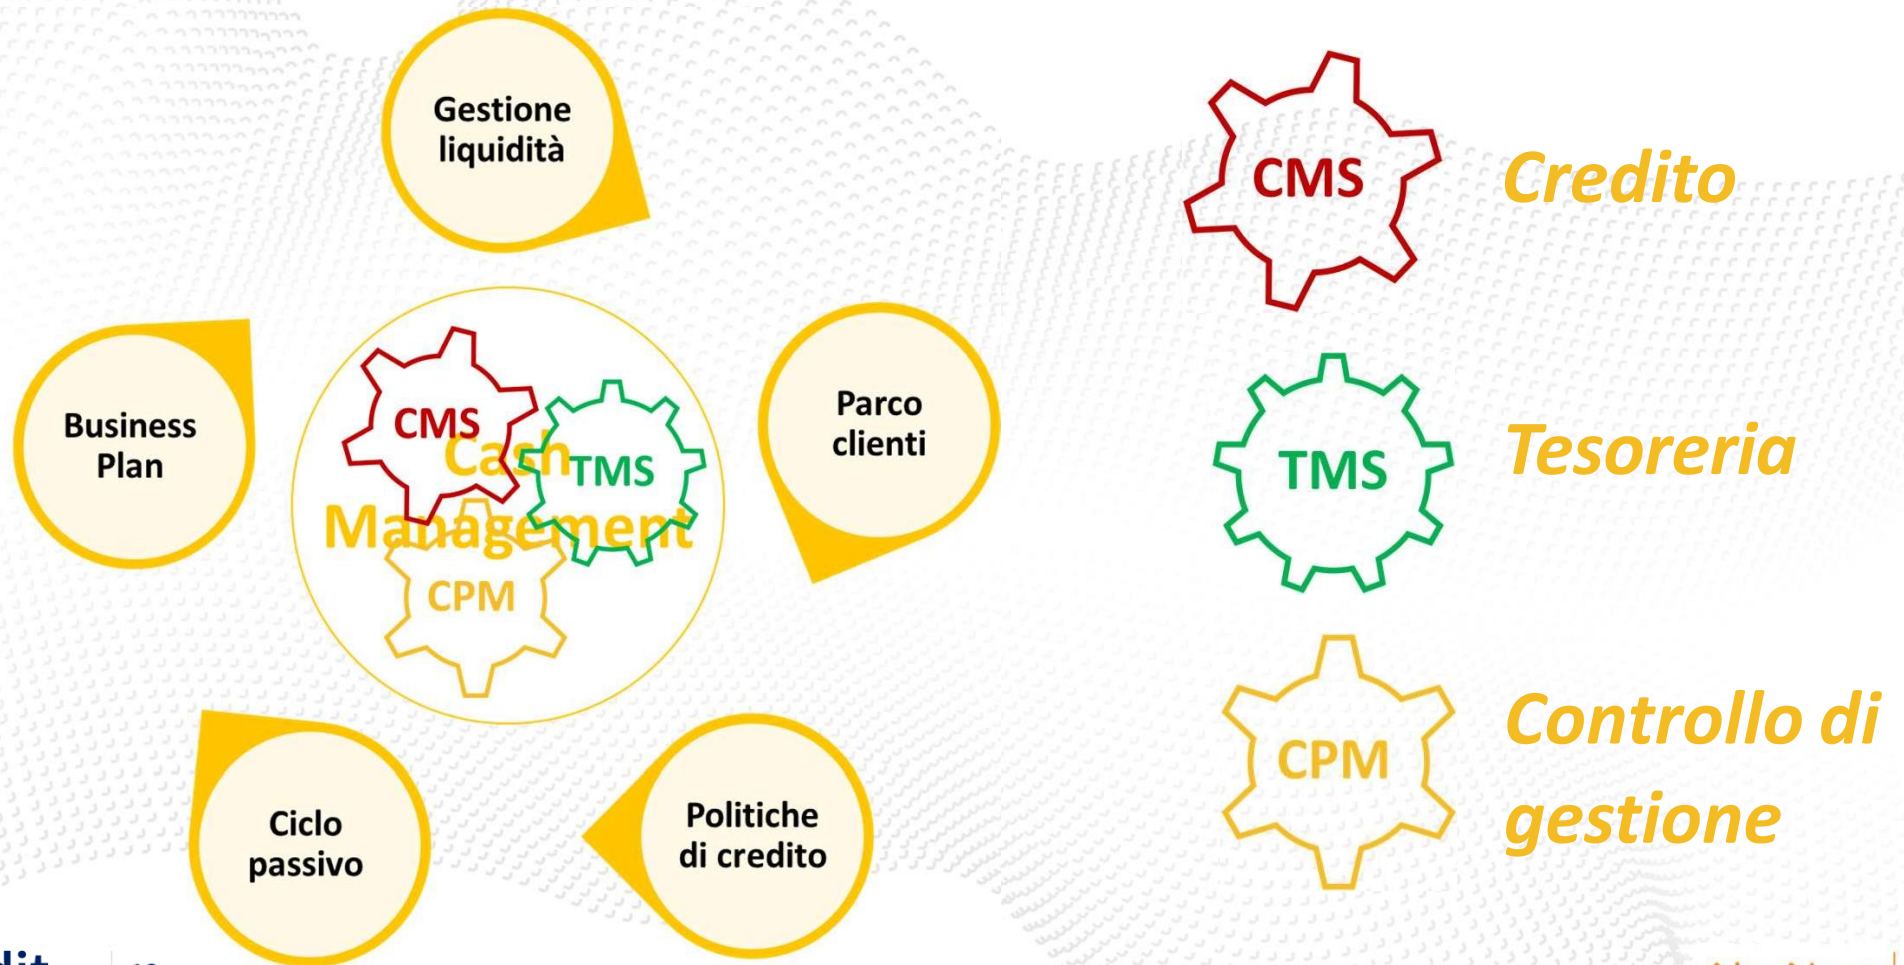 Gestione
liquidità
Business
Plan
CMS
Cash
TMS
Management
CPM
Parco
clienti
Ciclo
passivo
Politiche
di credito
CMS
Credito
TMS
Tesoreria
CPM
Controllo di
gestione